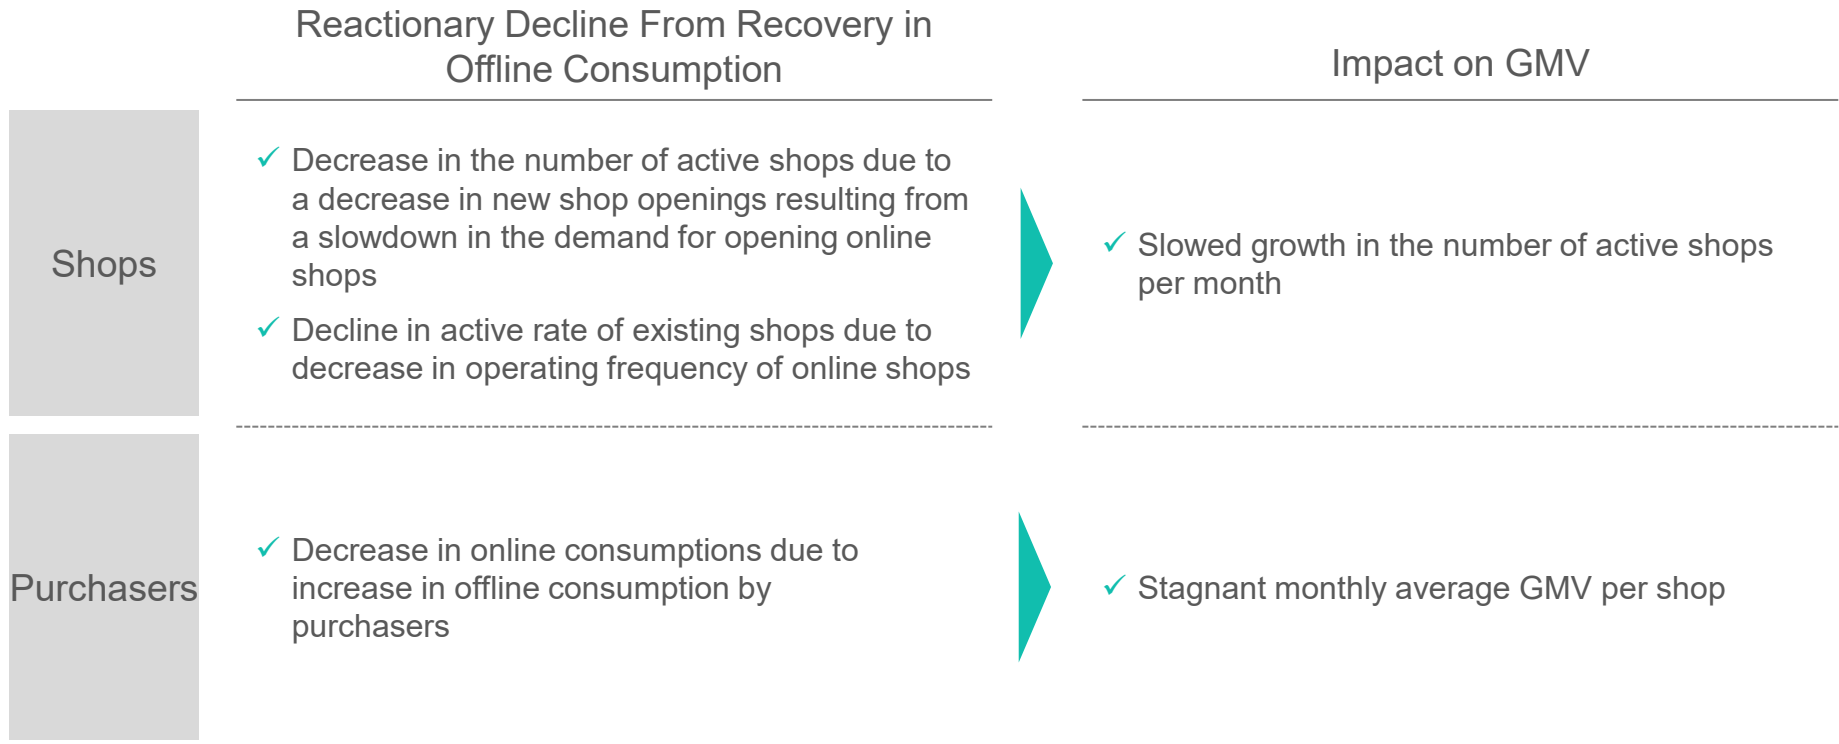 Reactionary Decline From Recovery in
Offline Consumption
Impact on GMV
Shops
Decrease in the number of active shops due to
a decrease in new shop openings resulting from
a slowdown in the demand for opening online
shops
Decline in active rate of existing shops due to
decrease in operating frequency of online shops
Slowed growth in the number of active shops
per month
Purchasers
Decrease in online consumptions due to
increase in offline consumption by
purchasers
Stagnant monthly average GMV per shop